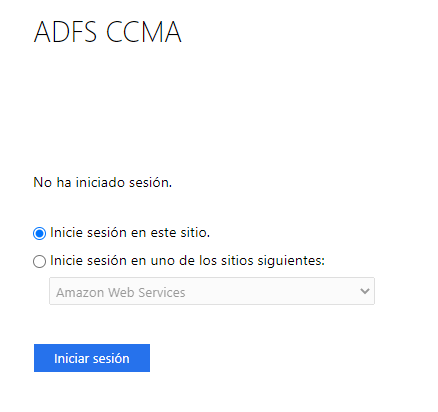 ADFS CCMA
No ha iniciado sesión.
Inicie sesión en este sitio.
Inicie sesión en uno de los sitios siguientes:
Amazon Web Services
Iniciar sesión